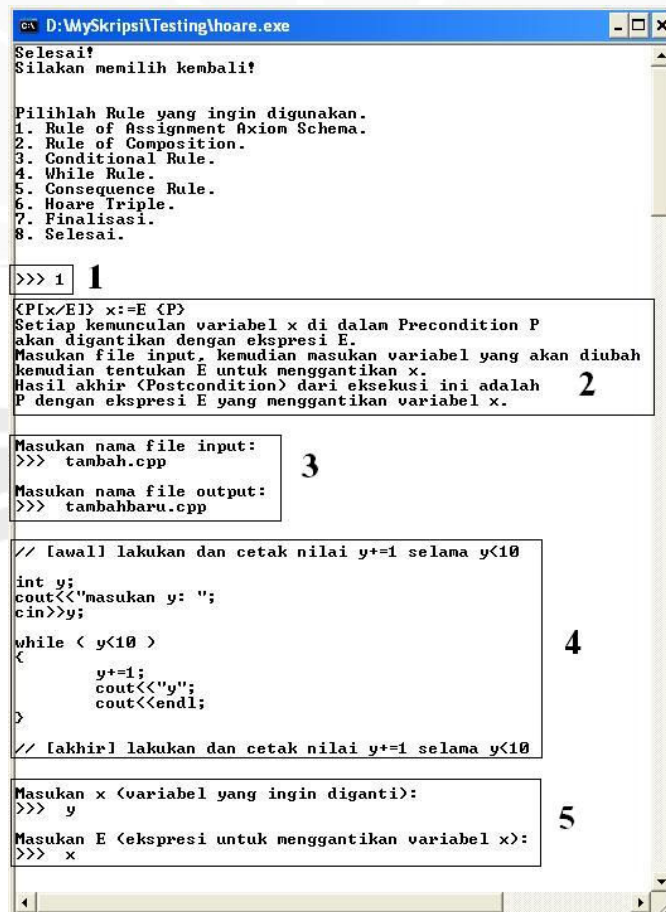 D:\MySkripsi\Testing\hoare.exe
Selesai!
Silakan memilih kembali!
Pilihlah Rule yang ingin digunakan.
1. Rule of Assignment Axiom Schema.
2. Rule of Composition.
3. Conditional Rule.
4. While Rule.
5. Consequence Rule.
6. Hoare Triple.
7. Finalisasi.
8. Selesai.
>>> 1
1
{P[x/E]} x:=E {P}
Setiap kemunculan variabel x di dalam Precondition P
akan digantikan dengan ekspresi E.
Masukan file input, kemudian masukan variabel yang akan diubah
kemudian tentukan E untuk menggantikan x.
Hasil akhir (Postcondition) dari eksekusi ini adalah
P dengan ekspresi E yang menggantikan variabel x.
2
Masukan nama file input:
>>> tambah.cpp
Masukan nama file output:
>>> tambahbaru.cpp
3
// [awal] lakukan dan cetak nilai y+=1 selama y<10
int y;
cout<<"masukan y: ";
cin>>y;
while ( y<10 )
{
y+=1;
cout<<"y";
cout<<endl;
}
// [akhir] lakukan dan cetak nilai y+=1 selama y<10
4
Masukan x (variabel yang ingin diganti):
>>> y
Masukan E (ekspresi untuk menggantikan variabel x):
>>> x
5